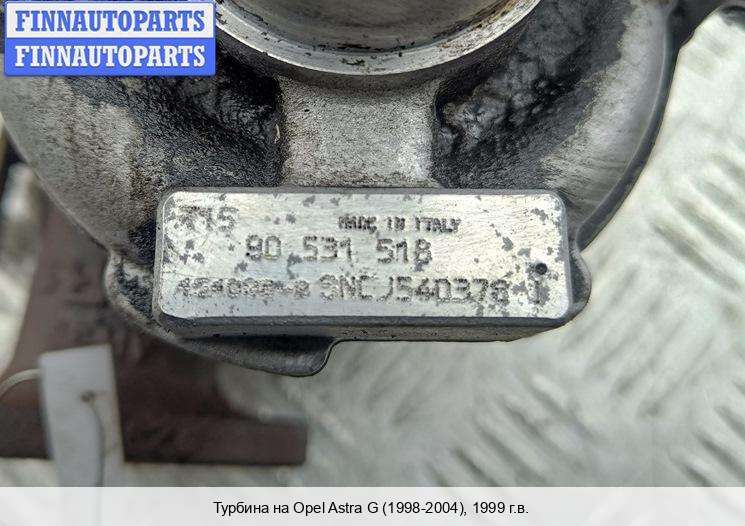 FINNAUTOPARTS
FINNAUTOPARTS
MADE IN ITALY
90 531 518
Турбина на Opel Astra G (1998-2004), 1999 г.в.